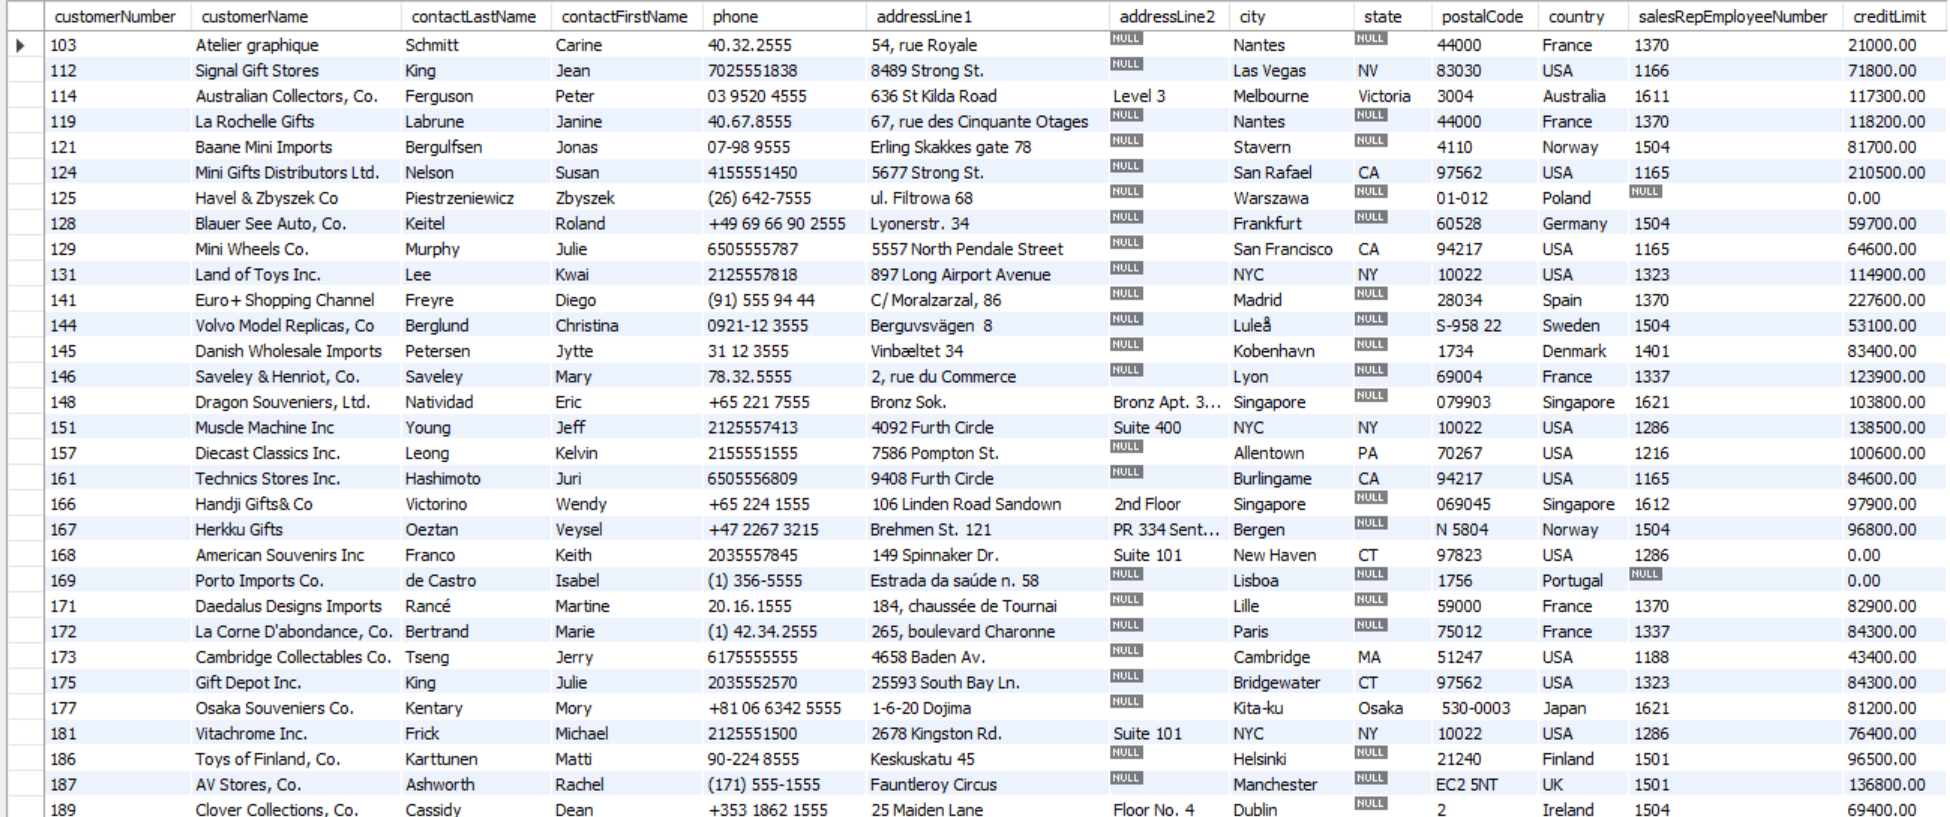 customerNumber customerName contactLastName contactFirstName phone addressLine1 addressLine2 city state postalCode country salesRepEmployeeNumber creditLimit
103 Atelier graphique Schmitt Carine 40.32.2555 54, rue Royale NULL Nantes NULL 44000 France 1370 21000.00
112 Signal Gift Stores King Jean 7025551838 8489 Strong St. NULL Las Vegas NV 83030 USA 1166 71800.00
114 Australian Collectors, Co. Ferguson Peter 03 9520 4555 636 St Kilda Road Level 3 Melbourne Victoria 3004 Australia 1611 117300.00
119 La Rochelle Gifts Labrune Janine 40.67.8555 67, rue des Cinquante Otages NULL Nantes NULL 44000 France 1370 118200.00
121 Baane Mini Imports Bergulfsen Jonas 07-98 9555 Erling Skakkes gate 78 NULL Stavern NULL 4110 Norway 1504 81700.00
124 Mini Gifts Distributors Ltd. Nelson Susan 4155551450 5677 Strong St. NULL San Rafael CA 97562 USA 1165 210500.00
125 Havel & Zbyszek Co Piestrzeniewicz Zbyszek (26) 642-7555 ul. Filtrowa 68 NULL Warszawa NULL 01-012 Poland NULL 0.00
128 Blauer See Auto, Co. Keitel Roland +49 69 66 90 2555 Lyonerstr. 34 NULL Frankfurt NULL 60528 Germany 1504 59700.00
129 Mini Wheels Co. Murphy Julie 6505555787 5557 North Pendale Street NULL San Francisco CA 94217 USA 1165 64600.00
131 Land of Toys Inc. Lee Kwai 2125557818 897 Long Airport Avenue NULL NYC NY 10022 USA 1323 114900.00
141 Euro+ Shopping Channel Freyre Diego (91) 555 94 44 C/ Moralzarzal, 86 NULL Madrid NULL 28034 Spain 1370 227600.00
144 Volvo Model Replicas, Co Berglund Christina 0921-12 3555 Berguvsvägen  8 NULL Luleå NULL S-958 22 Sweden 1504 53100.00
145 Danish Wholesale Imports Petersen Jytte 31 12 3555 Vinbæltet 34 NULL Kobenhavn NULL 1734 Denmark 1401 83400.00
146 Saveley & Henriot, Co. Saveley Mary 78.32.5555 2, rue du Commerce NULL Lyon NULL 69004 France 1337 123900.00
148 Dragon Souveniers, Ltd. Natividad Eric +65 221 7555 Bronz Sok. Bronz Apt. 3... Singapore NULL 079903 Singapore 1621 103800.00
151 Muscle Machine Inc Young Jeff 2125557413 4092 Furth Circle Suite 400 NYC NY 10022 USA 1286 138500.00
157 Diecast Classics Inc. Leong Kelvin 2155551555 7586 Pompton St. NULL Allentown PA 70267 USA 1216 100600.00
161 Technics Stores Inc. Hashimoto Juri 6505556809 9408 Furth Circle NULL Burlingame CA 94217 USA 1165 84600.00
166 Handji Gifts& Co Victorino Wendy +65 224 1555 106 Linden Road Sandown 2nd Floor Singapore NULL 069045 Singapore 1612 97900.00
167 Herkku Gifts Oeztan Veysel +47 2267 3215 Brehmen St. 121 PR 334 Sent... Bergen NULL N 5804 Norway 1504 96800.00
168 American Souvenirs Inc Franco Keith 2035557845 149 Spinnaker Dr. Suite 101 New Haven CT 97823 USA 1286 0.00
169 Porto Imports Co. de Castro Isabel (1) 356-5555 Estrada da saúde n. 58 NULL Lisboa NULL 1756 Portugal NULL 0.00
171 Daedalus Designs Imports Rancé Martine 20.16.1555 184, chaussée de Tournai NULL Lille NULL 59000 France 1370 82900.00
172 La Corne D'abondance, Co. Bertrand Marie (1) 42.34.2555 265, boulevard Charonne NULL Paris NULL 75012 France 1337 84300.00
173 Cambridge Collectables Co. Tseng Jerry 6175555555 4658 Baden Av. NULL Cambridge MA 51247 USA 1188 43400.00
175 Gift Depot Inc. King Julie 2035552570 25593 South Bay Ln. NULL Bridgewater CT 97562 USA 1323 84300.00
177 Osaka Souveniers Co. Kentary Mory +81 06 6342 5555 1-6-20 Dojima NULL Kita-ku Osaka 530-0003 Japan 1621 81200.00
181 Vitachrome Inc. Frick Michael 2125551500 2678 Kingston Rd. Suite 101 NYC NY 10022 USA 1286 76400.00
186 Toys of Finland, Co. Karttunen Matti 90-224 8555 Keskuskatu 45 NULL Helsinki NULL 21240 Finland 1501 96500.00
187 AV Stores, Co. Ashworth Rachel (171) 555-1555 Fauntleroy Circus NULL Manchester NULL EC2 5NT UK 1501 136800.00
189 Clover Collections, Co. Cassidy Dean +353 1862 1555 25 Maiden Lane Floor No. 4 Dublin NULL 2 Ireland 1504 69400.00